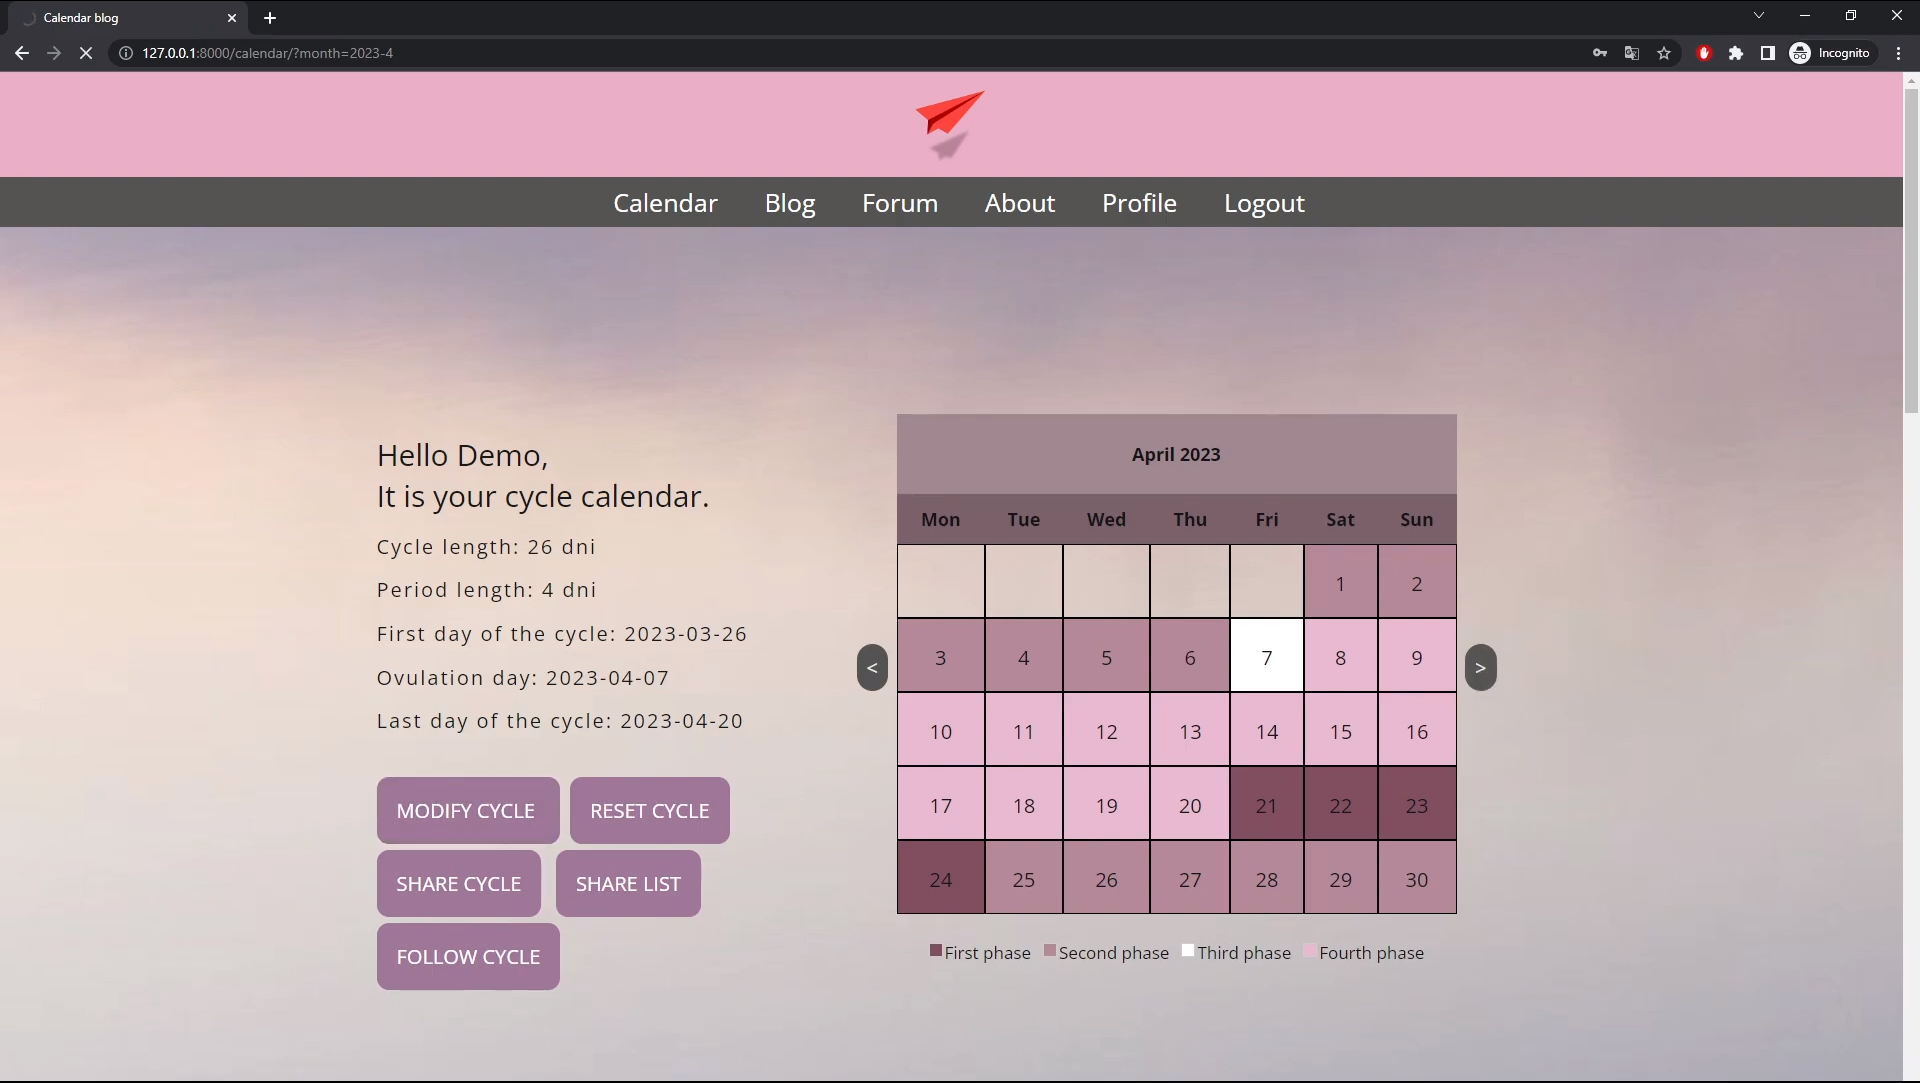 Calendar blog
127.0.0.1:8000/calendar/?month=2023-4
Incognito
Calendar Blog Forum About Profile Logout
Hello Demo,
It is your cycle calendar.
Cycle length: 26 dni
Period length: 4 dni
First day of the cycle: 2023-03-26
Ovulation day: 2023-04-07
Last day of the cycle: 2023-04-20
MODIFY CYCLE RESET CYCLE
SHARE CYCLE SHARE LIST
FOLLOW CYCLE
April 2023
Mon Tue Wed Thu Fri Sat Sun
1 2
< 3 4 5 6 7 8 9 >
10 11 12 13 14 15 16
17 18 19 20 21 22 23
24 25 26 27 28 29 30
First phase Second phase Third phase Fourth phase